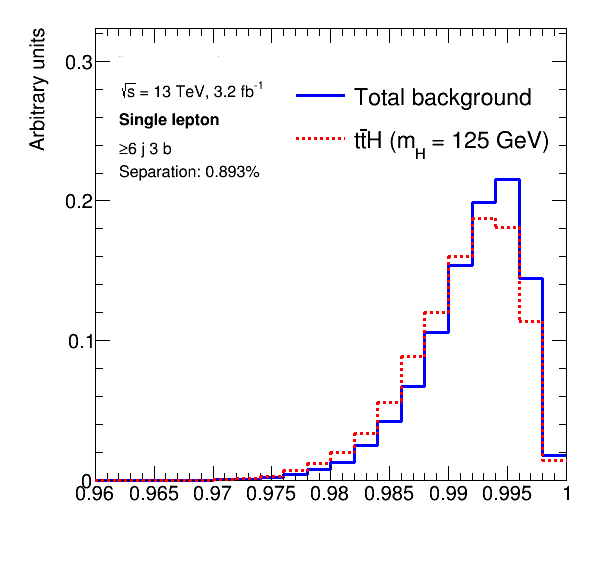 Arbitrary units
0.3
0.2
0.1
0
√s = 13 TeV, 3.2 fb⁻¹
Single lepton
≥6 j 3 b
Separation: 0.893%
Total background
tt̄H (m_H = 125 GeV)
0.96 0.965 0.97 0.975 0.98 0.985 0.99 0.995 1